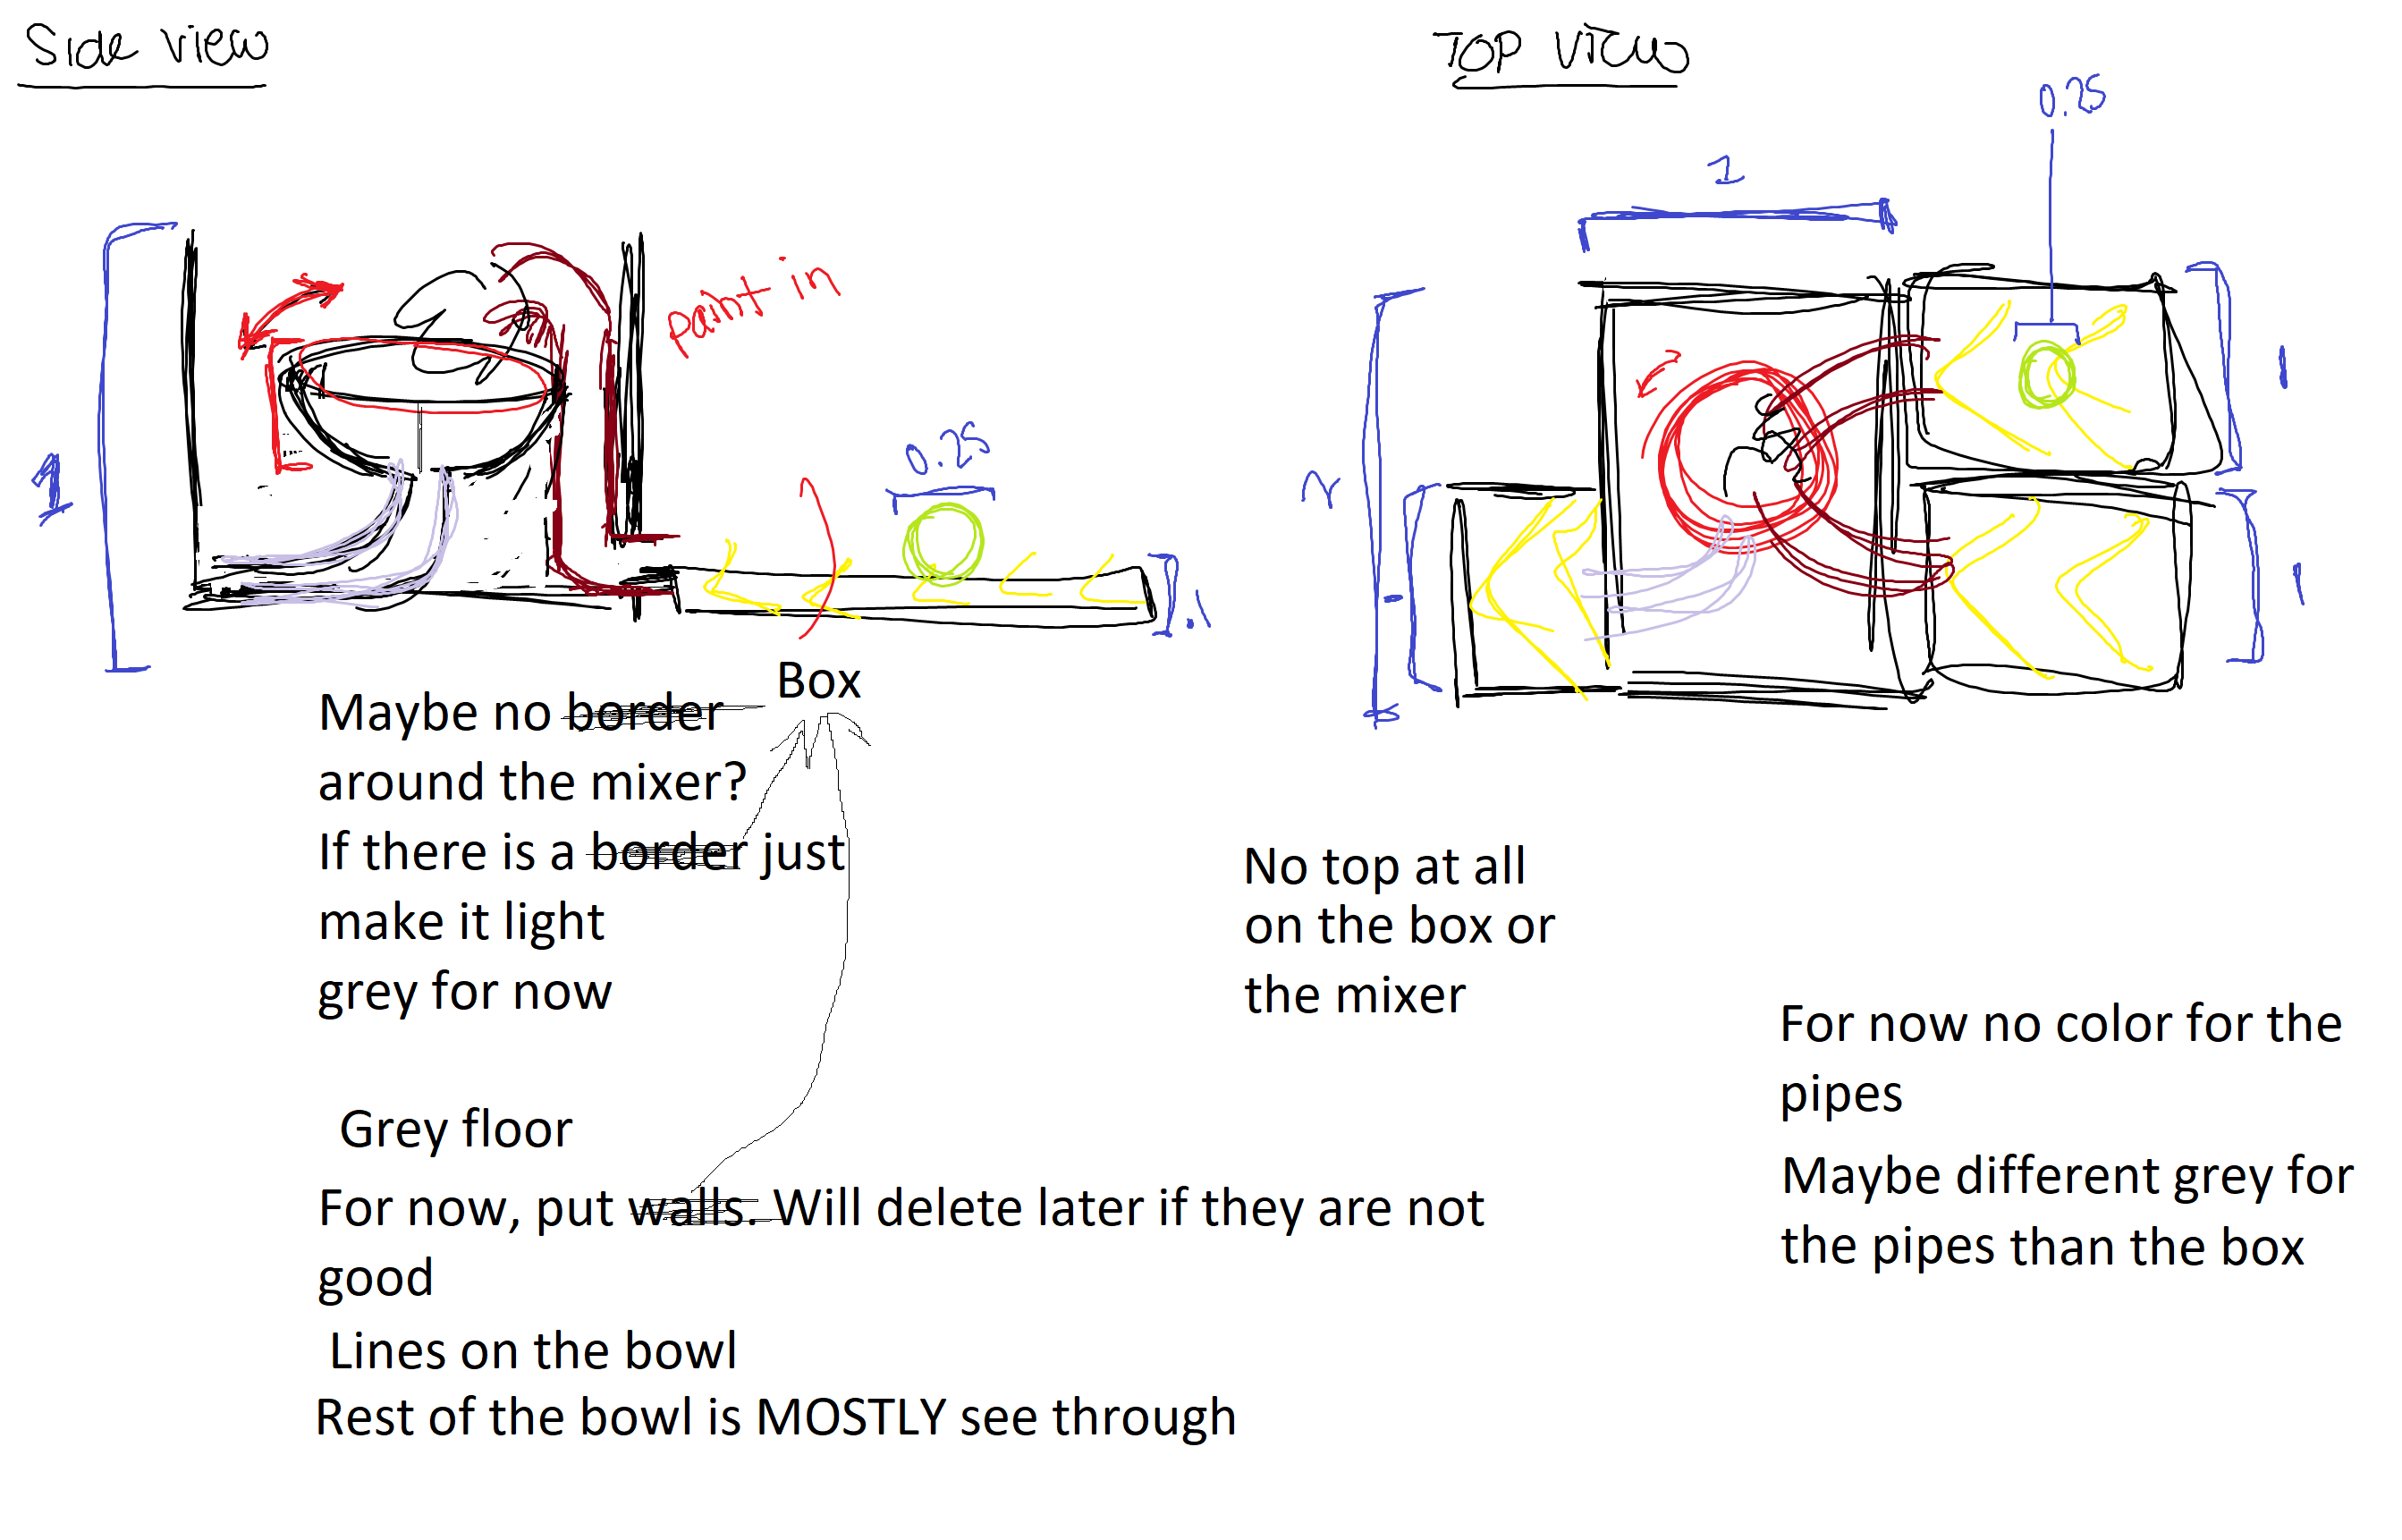 Side view
TOP VIEW
0.25
1
paint in
0.25
1
2
1
1
1
.1
Box
Maybe no border
around the mixer?
If there is a border just
make it light
grey for now
No top at all
on the box or
the mixer
For now no color for the
pipes
Maybe different grey for
the pipes than the box
Grey floor
For now, put walls. Will delete later if they are not
good
Lines on the bowl
Rest of the bowl is MOSTLY see through